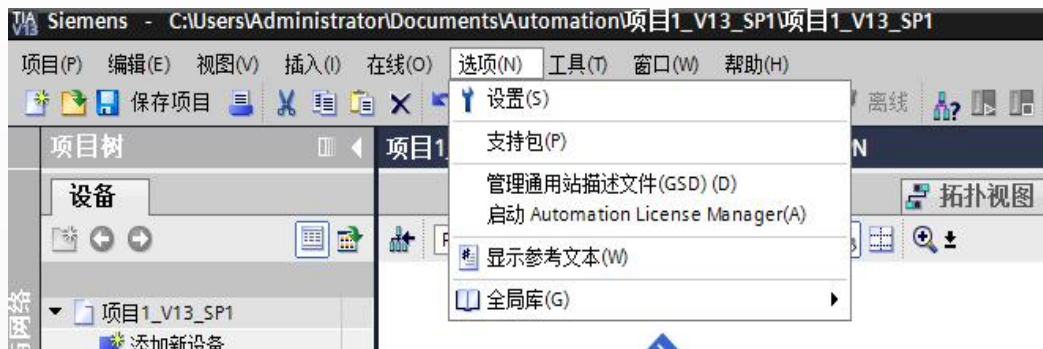 TIA V13 Siemens - C:\Users\Administrator\Documents\Automation\项目1_V13_SP1\项目1_V13_SP1
项目(P) 编辑(E) 视图(V) 插入(I) 在线(O) 选项(N) 工具(T) 窗口(W) 帮助(H)
保存项目
离线
项目树
项目1_
N
设备
拓扑视图
项目1_V13_SP1
添加新设备
设置(S)
支持包(P)
管理通用站描述文件(GSD) (D)
启动 Automation License Manager(A)
显示参考文本(W)
全局库(G)